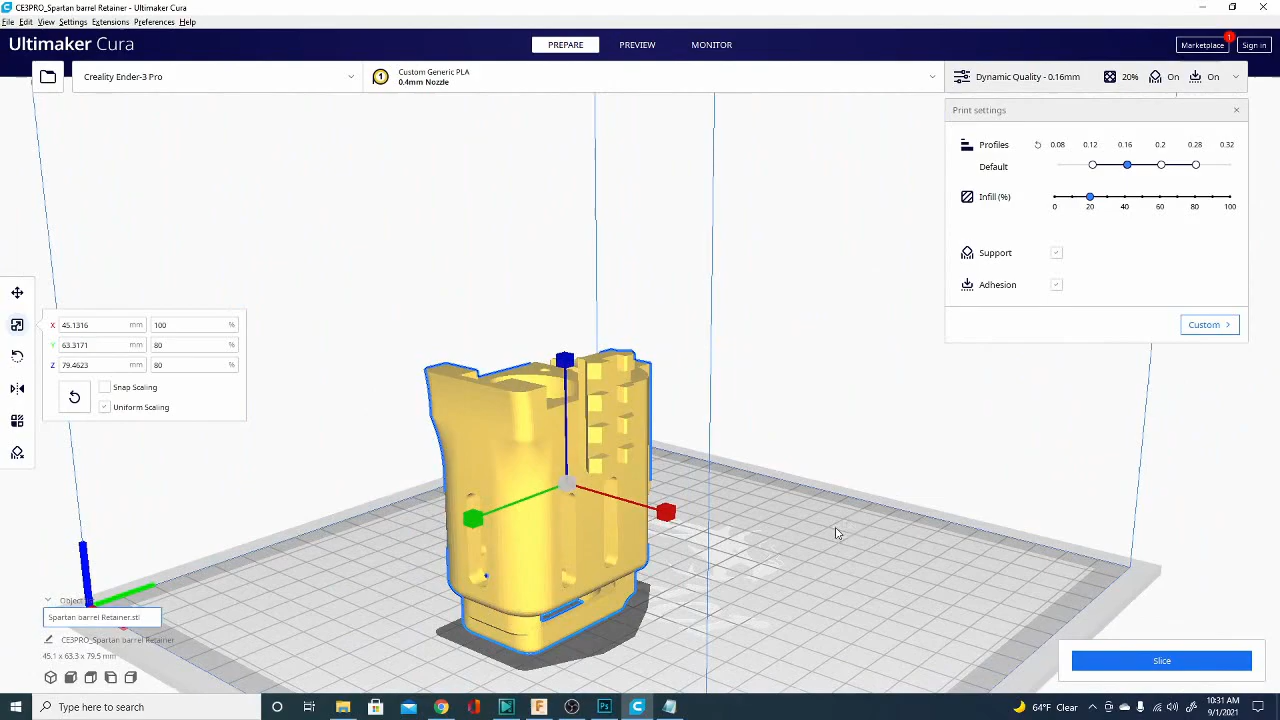 CE3PRO_Spartan barrel Retainer - Ultimaker Cura
File Edit View Settings Extensions Preferences Help
Ultimaker Cura
PREPARE PREVIEW MONITOR
Marketplace 1 Sign in
Creality Ender-3 Pro
1 Custom Generic PLA
0.4mm Nozzle
Dynamic Quality - 0.16mm 20% On On
Print settings
Profiles 0.08 0.12 0.16 0.2 0.28 0.32
Default
Infill (%)
0 20 40 60 80 100
Support
Adhesion
Custom
X 45.1316 mm 100 %
Y 63.3171 mm 80 %
Z 79.4623 mm 80 %
Snap Scaling
Uniform Scaling
Spartan barrel Retainer.stl
CE3PRO_Spartan barrel Retainer
45.1 x 63.3 x 79.5 mm
Slice
Type here to search
64°F Clear
10:31 AM
9/1/2021